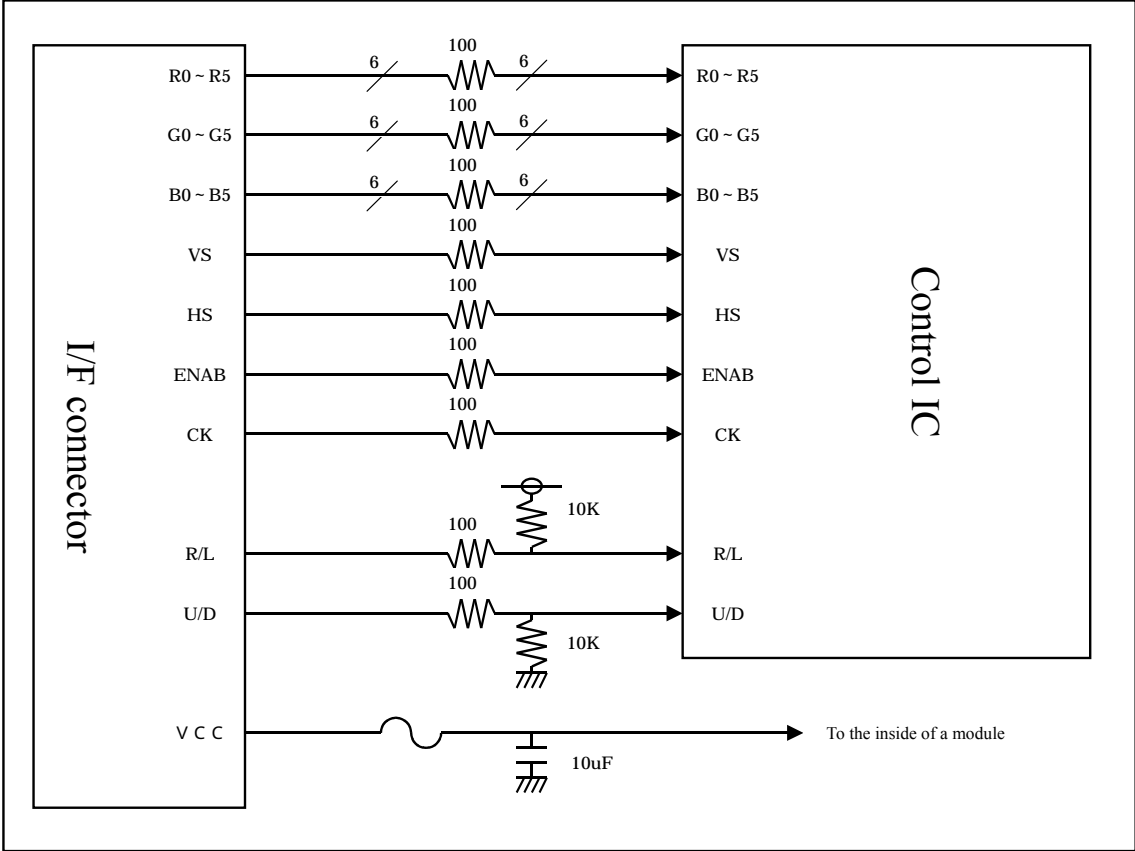 100
R0 ~ R5 6 6 R0 ~ R5
100
G0 ~ G5 6 6 G0 ~ G5
100
B0 ~ B5 6 6 B0 ~ B5
100
VS VS
100
HS HS
100
ENAB ENAB
100
CK CK
I/F connector
Control IC
10K
100
R/L R/L
100
U/D U/D
10K
VCC To the inside of a module
10uF